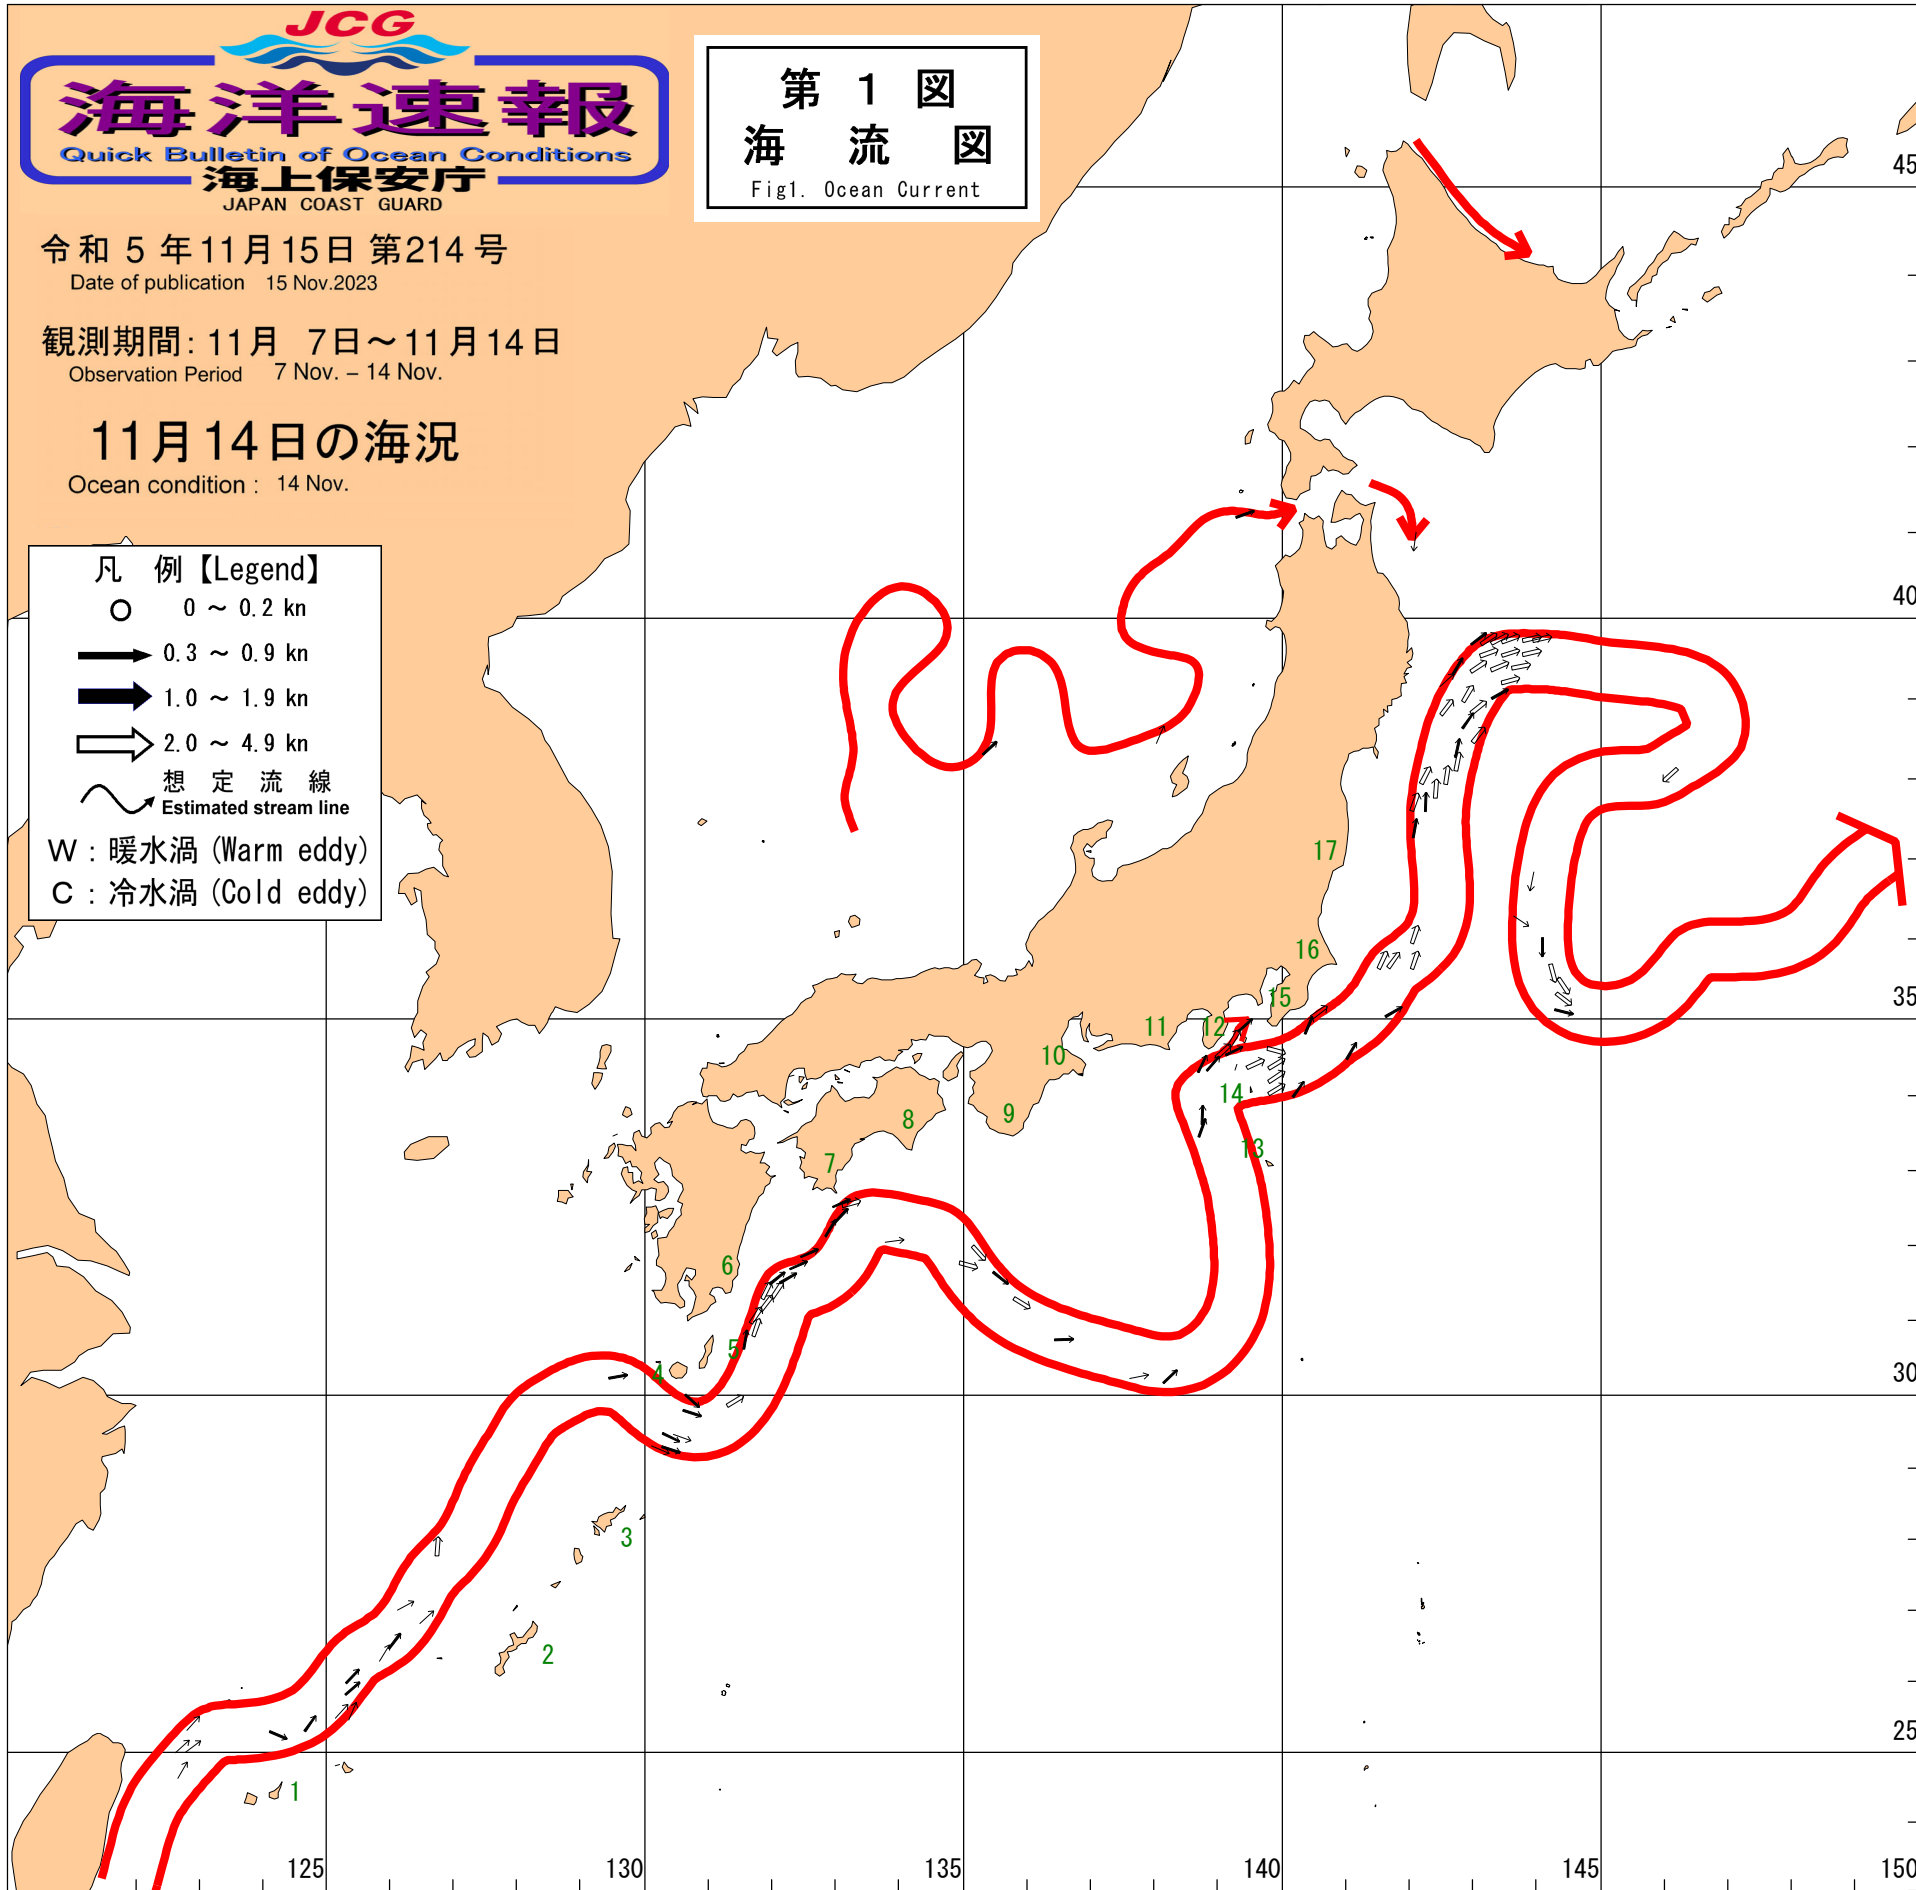 JCG
海洋速報
Quick Bulletin of Ocean Conditions
海上保安庁
JAPAN COAST GUARD
令和 5 年11月15日 第214号
Date of publication 15 Nov.2023
観測期間: 11月 7日～11月14日
Observation Period 7 Nov. – 14 Nov.
11月14日の海況
Ocean condition : 14 Nov.
第 1 図
海 流 図
Fig1. Ocean Current
凡 例【Legend】
0 ～ 0.2 kn
0.3 ～ 0.9 kn
1.0 ～ 1.9 kn
2.0 ～ 4.9 kn
想 定 流 線
Estimated stream line
W : 暖水渦 (Warm eddy)
C : 冷水渦 (Cold eddy)
45
40
35
30
25
17
16
15
12
11
10
14
9
8
13
7
6
5
4
3
2
1
125
130
135
140
145
150